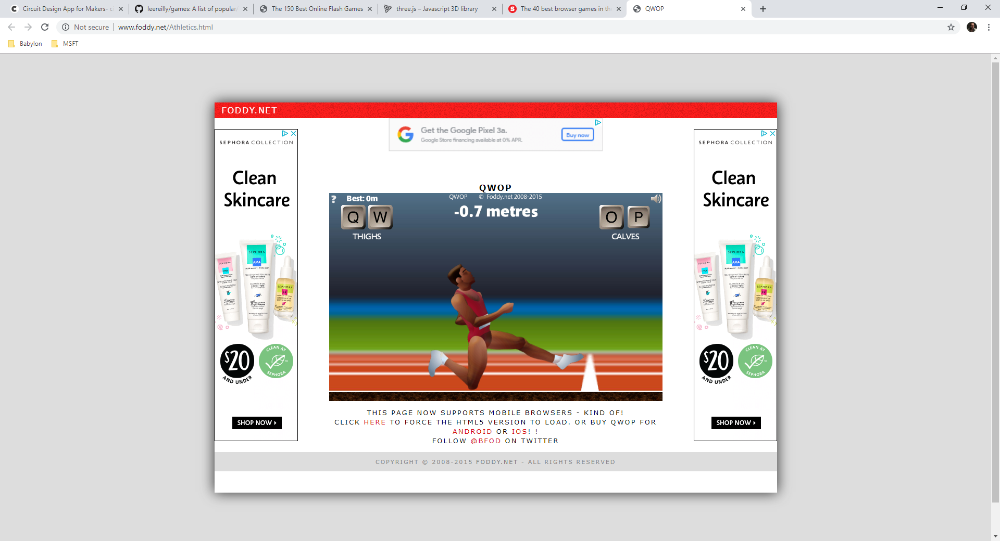 Circuit Design App for Makers- c
leereilly/games: A list of popular
The 150 Best Online Flash Games
three.js – Javascript 3D library
The 40 best browser games in th
QWOP
Not secure
www.foddy.net/Athletics.html
Babylon
MSFT
FODDY.NET
Get the Google Pixel 3a.
Google Store financing available at 0% APR.
Buy now
SEPHORA COLLECTION
Clean
Skincare
SEPHORA
AMA
SEPHORA
$20
AND UNDER
CLEAN AT
SEPHORA
SHOP NOW
QWOP
? Best: 0m
QWOP © Foddy.net 2008-2015
-0.7 metres
Q W
THIGHS
O P
CALVES
SEPHORA COLLECTION
Clean
Skincare
SEPHORA
AMA
SEPHORA
$20
AND UNDER
CLEAN AT
SEPHORA
SHOP NOW
THIS PAGE NOW SUPPORTS MOBILE BROWSERS - KIND OF!
CLICK HERE TO FORCE THE HTML5 VERSION TO LOAD. OR BUY QWOP FOR
ANDROID OR IOS! !
FOLLOW @BFOD ON TWITTER
COPYRIGHT © 2008-2015 FODDY.NET - ALL RIGHTS RESERVED